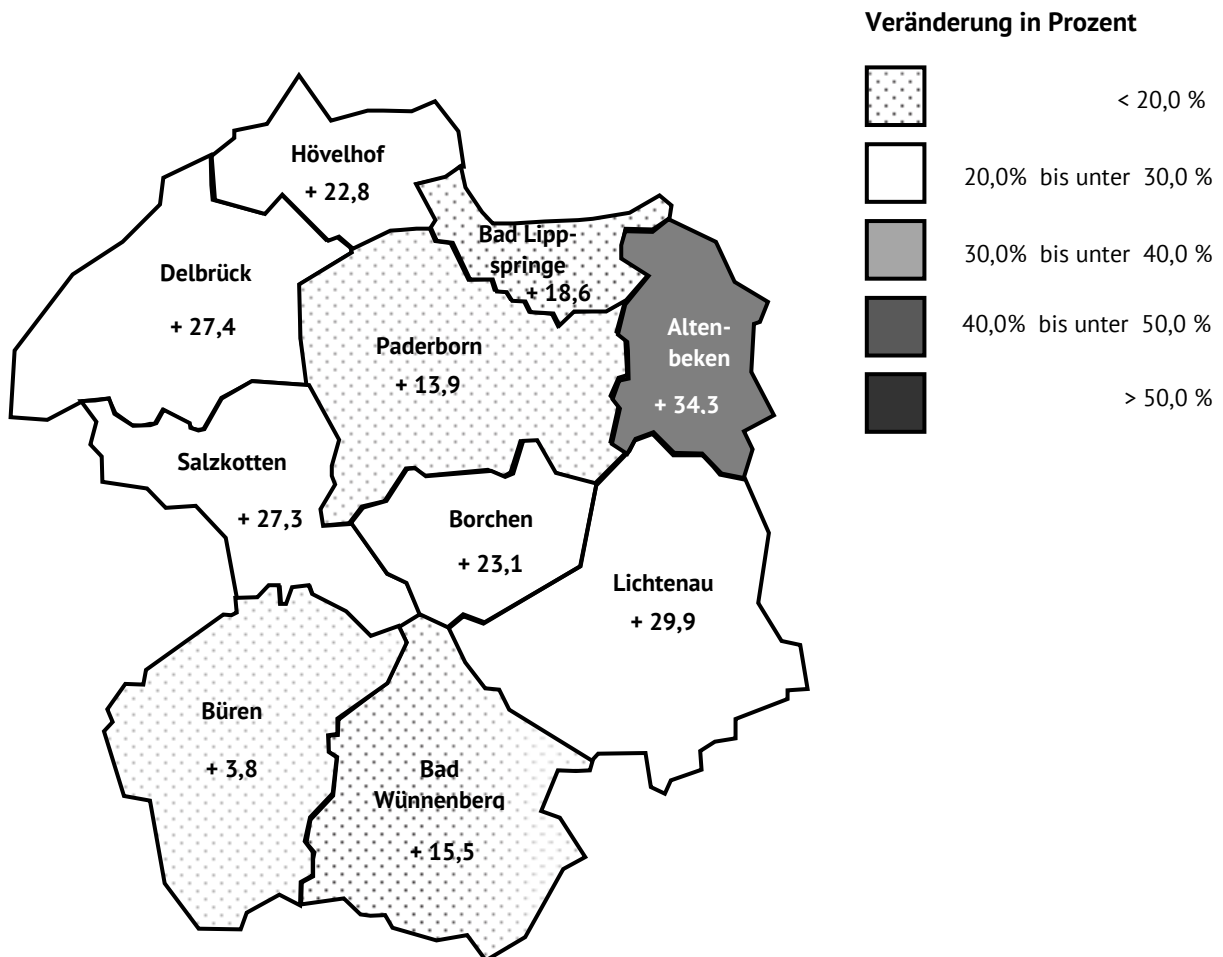 Veränderung in Prozent
< 20,0 %
20,0% bis unter 30,0 %
30,0% bis unter 40,0 %
40,0% bis unter 50,0 %
> 50,0 %
Hövelhof
+ 22,8
Bad Lipp-
springe
+ 18,6
Delbrück
+ 27,4
Paderborn
+ 13,9
Alten-
beken
+ 34,3
Salzkotten
+ 27,3
Borchen
+ 23,1
Lichtenau
+ 29,9
Büren
+ 3,8
Bad
Wünnenberg
+ 15,5